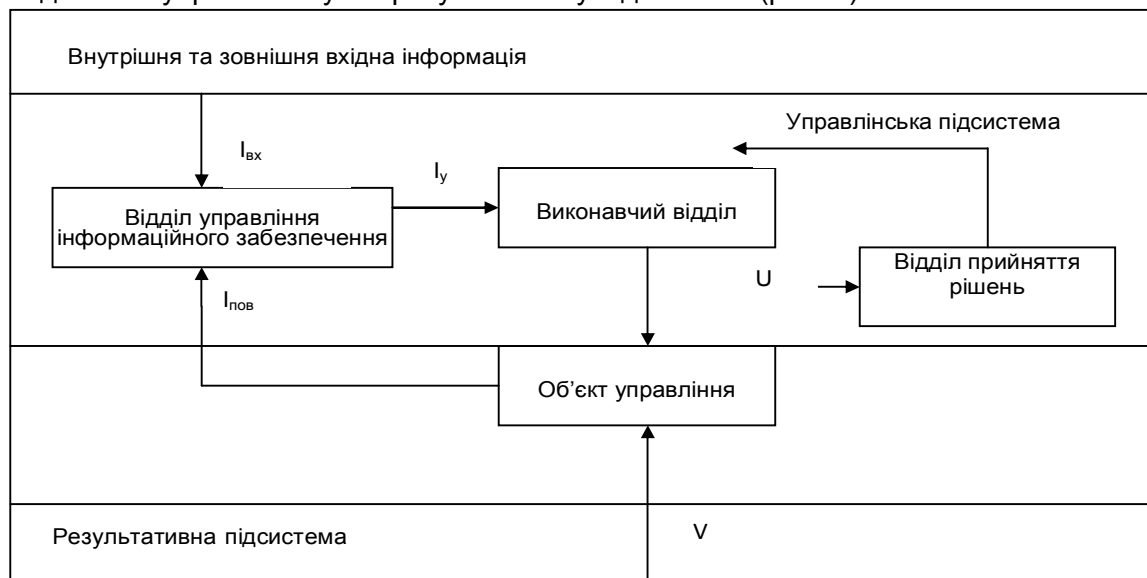 Внутрішня та зовнішня вхідна інформація
Управлінська підсистема
Iвх
Iу
Відділ управління
інформаційного забезпечення
Виконавчий відділ
Відділ прийняття
рішень
U
Iпов
Об’єкт управління
Результативна підсистема
V